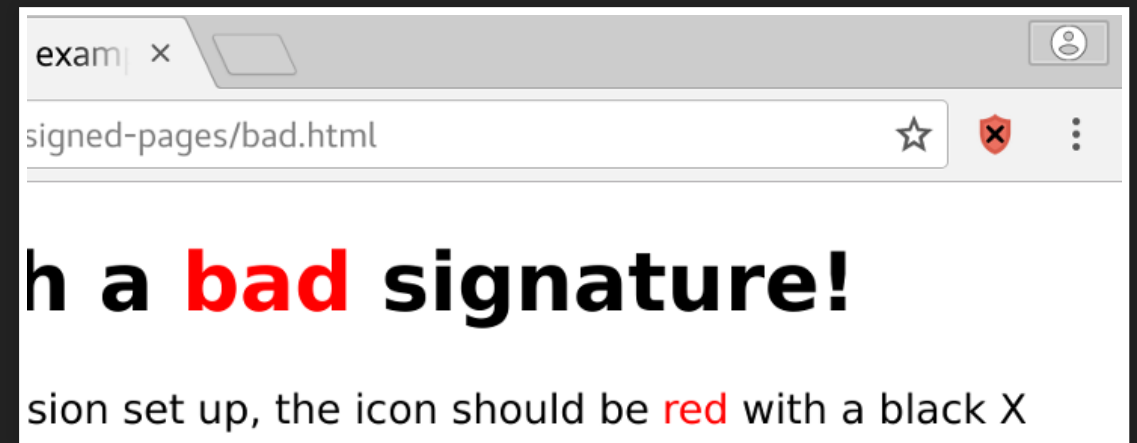 exam
signed-pages/bad.html
h a bad signature!
sion set up, the icon should be red with a black X